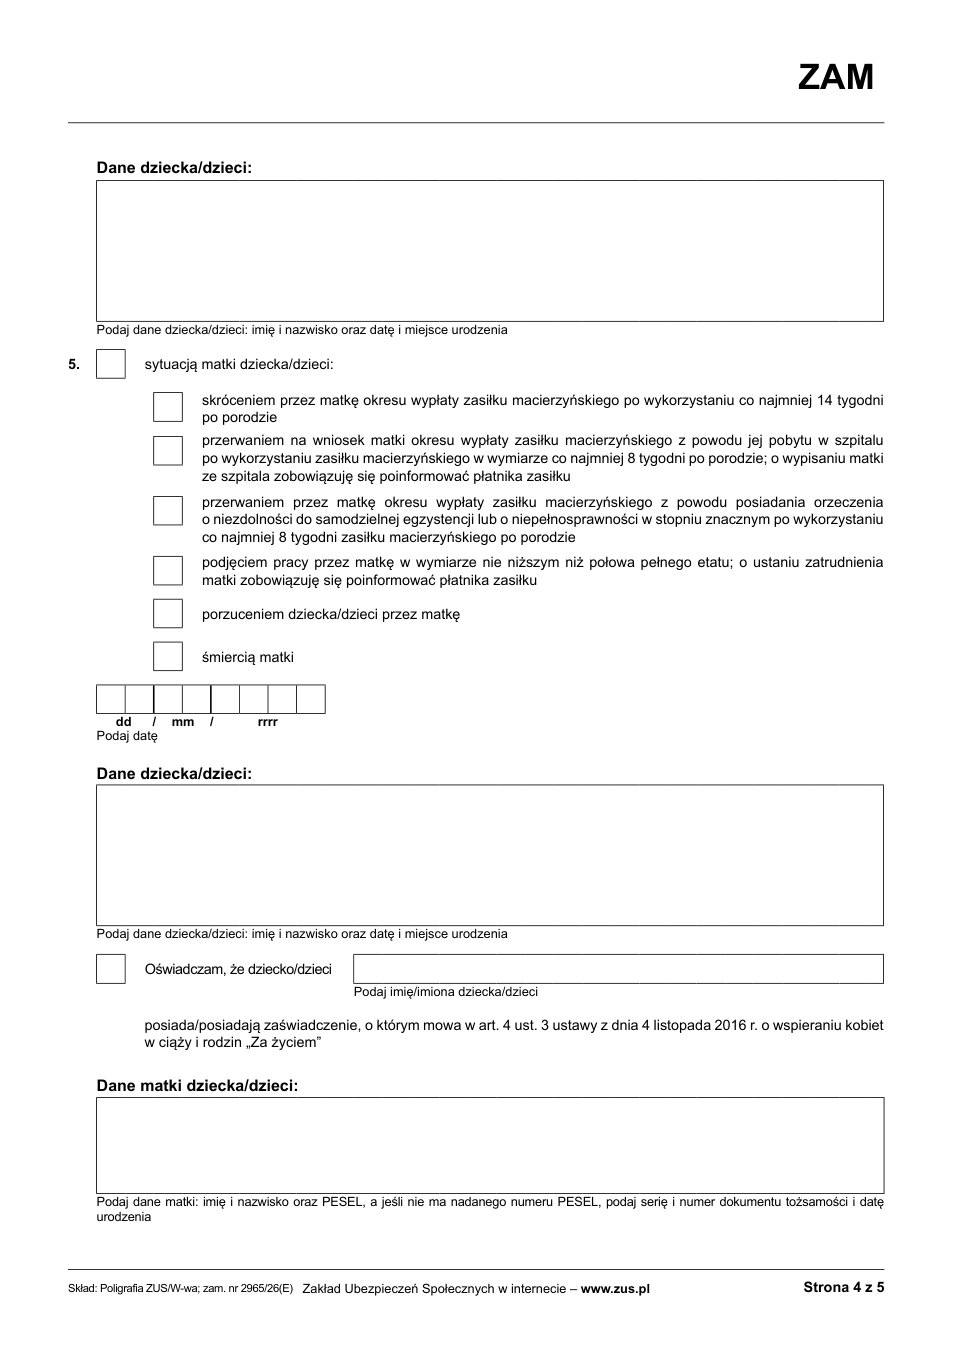 ZAM
Dane dziecka/dzieci:
Podaj dane dziecka/dzieci: imię i nazwisko oraz datę i miejsce urodzenia
5. sytuacją matki dziecka/dzieci:
skróceniem przez matkę okresu wypłaty zasiłku macierzyńskiego po wykorzystaniu co najmniej 14 tygodni
po porodzie
przerwaniem na wniosek matki okresu wypłaty zasiłku macierzyńskiego z powodu jej pobytu w szpitalu
po wykorzystaniu zasiłku macierzyńskiego w wymiarze co najmniej 8 tygodni po porodzie; o wypisaniu matki
ze szpitala zobowiązuję się poinformować płatnika zasiłku
przerwaniem przez matkę okresu wypłaty zasiłku macierzyńskiego z powodu posiadania orzeczenia
o niezdolności do samodzielnej egzystencji lub o niepełnosprawności w stopniu znacznym po wykorzystaniu
co najmniej 8 tygodni zasiłku macierzyńskiego po porodzie
podjęciem pracy przez matkę w wymiarze nie niższym niż połowa pełnego etatu; o ustaniu zatrudnienia
matki zobowiązuję się poinformować płatnika zasiłku
porzuceniem dziecka/dzieci przez matkę
śmiercią matki
dd / mm / rrrr
Podaj datę
Dane dziecka/dzieci:
Podaj dane dziecka/dzieci: imię i nazwisko oraz datę i miejsce urodzenia
Oświadczam, że dziecko/dzieci
Podaj imię/imiona dziecka/dzieci
posiada/posiadają zaświadczenie, o którym mowa w art. 4 ust. 3 ustawy z dnia 4 listopada 2016 r. o wspieraniu kobiet
w ciąży i rodzin „Za życiem”
Dane matki dziecka/dzieci:
Podaj dane matki: imię i nazwisko oraz PESEL, a jeśli nie ma nadanego numeru PESEL, podaj serię i numer dokumentu tożsamości i datę
urodzenia
Skład: Poligrafia ZUS/W-wa; zam. nr 2965/26(E) Zakład Ubezpieczeń Społecznych w internecie – www.zus.pl Strona 4 z 5